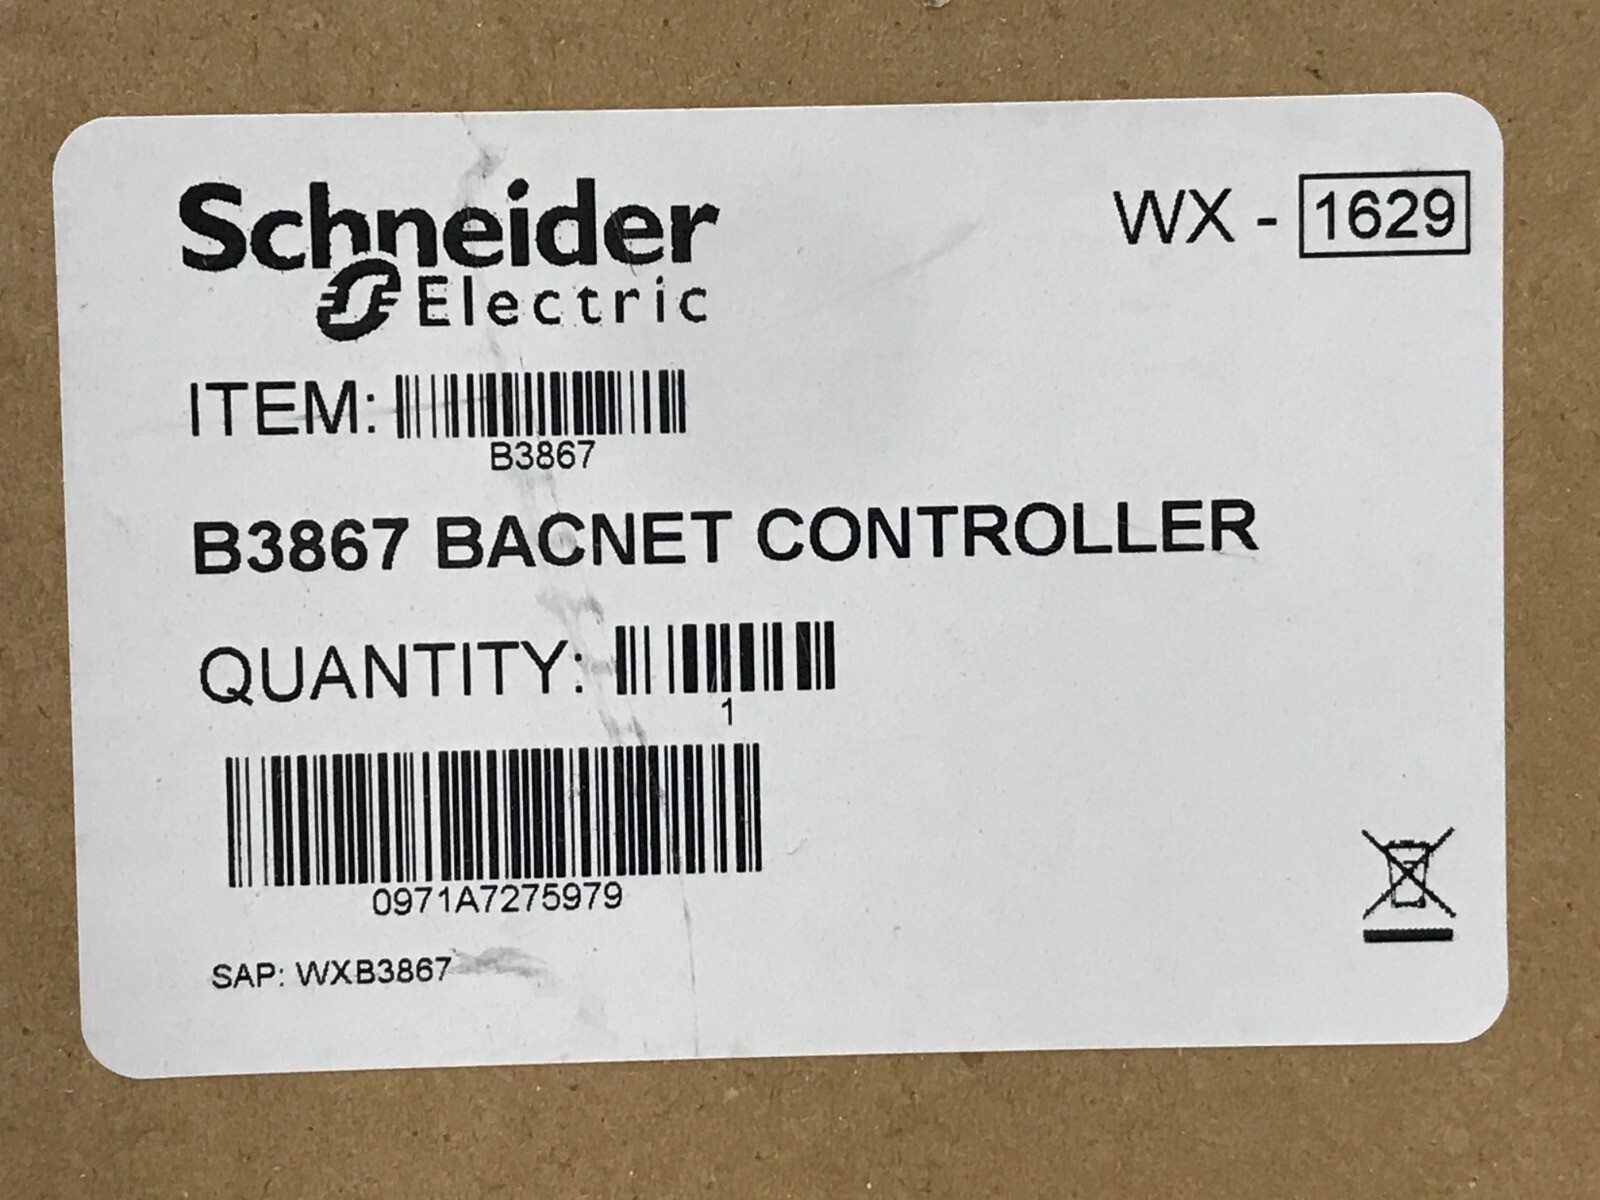 Schneider
Electric
WX - 1629
ITEM:
B3867
B3867 BACNET CONTROLLER
QUANTITY:
1
0971A7275979
SAP: WXB3867